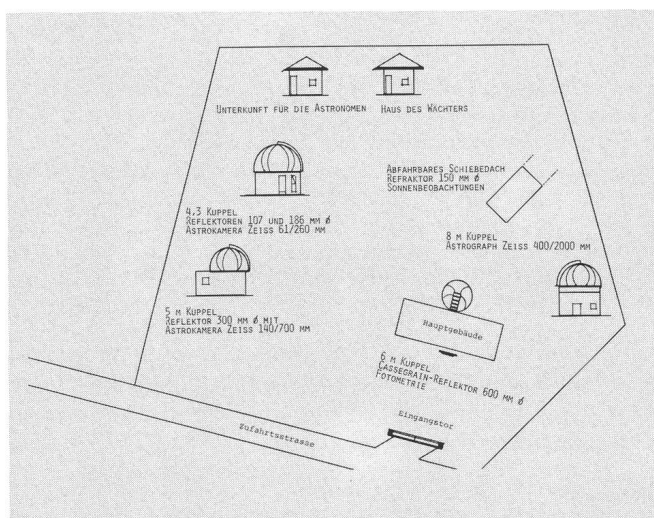 UNTERKUNFT FÜR DIE ASTRONOMEN
HAUS DES WÄCHTERS
ABFAHRBARES SCHIEBEDACH
REFRAKTOR 150 MM Ø
SONNENBEOBACHTUNGEN
4,3 KUPPEL
REFLEKTOREN 107 UND 186 MM Ø
ASTROKAMERA ZEISS 61/260 MM
8 M KUPPEL
ASTROGRAPH ZEISS 400/2000 MM
5 M KUPPEL
REFLEKTOR 300 MM Ø MIT
ASTROKAMERA ZEISS 140/700 MM
Hauptgebäude
6 M KUPPEL
CASSEGRAIN-REFLEKTOR 600 MM Ø
FOTOMETRIE
Eingangstor
Zufahrtsstrasse